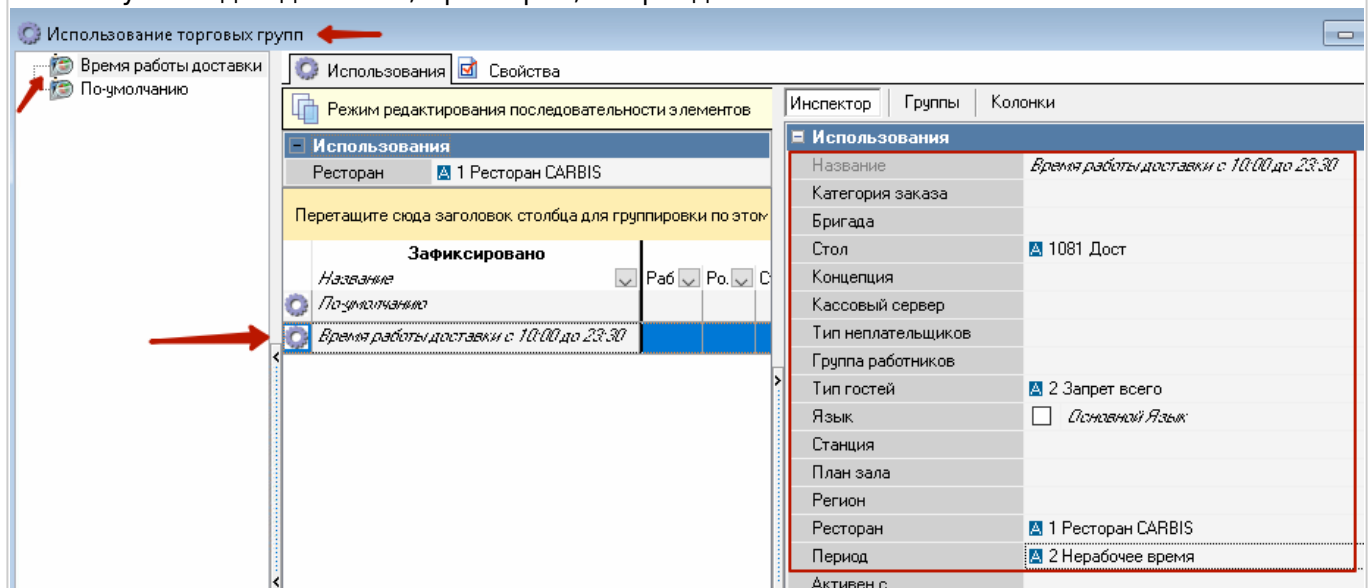 Использование торговых групп
Время работы доставки
По-умолчанию
Использования
Свойства
Режим редактирования последовательности элементов
Использования
Ресторан 1 Ресторан CARBIS
Перетащите сюда заголовок столбца для группировки по этом
Зафиксировано
Название Раб Ро. С
По-умолчанию
Время работы доставки с 10:00 до 23:30
Инспектор Группы Колонки
Использования
Название Время работы доставки с 10:00 до 23:30
Категория заказа
Бригада
Стол 1081 Дост
Концепция
Кассовый сервер
Тип неплательщиков
Группа работников
Тип гостей 2 Запрет всего
Язык Основной Язык
Станция
План зала
Регион
Ресторан 1 Ресторан CARBIS
Период 2 Нерабочее время
Активен с